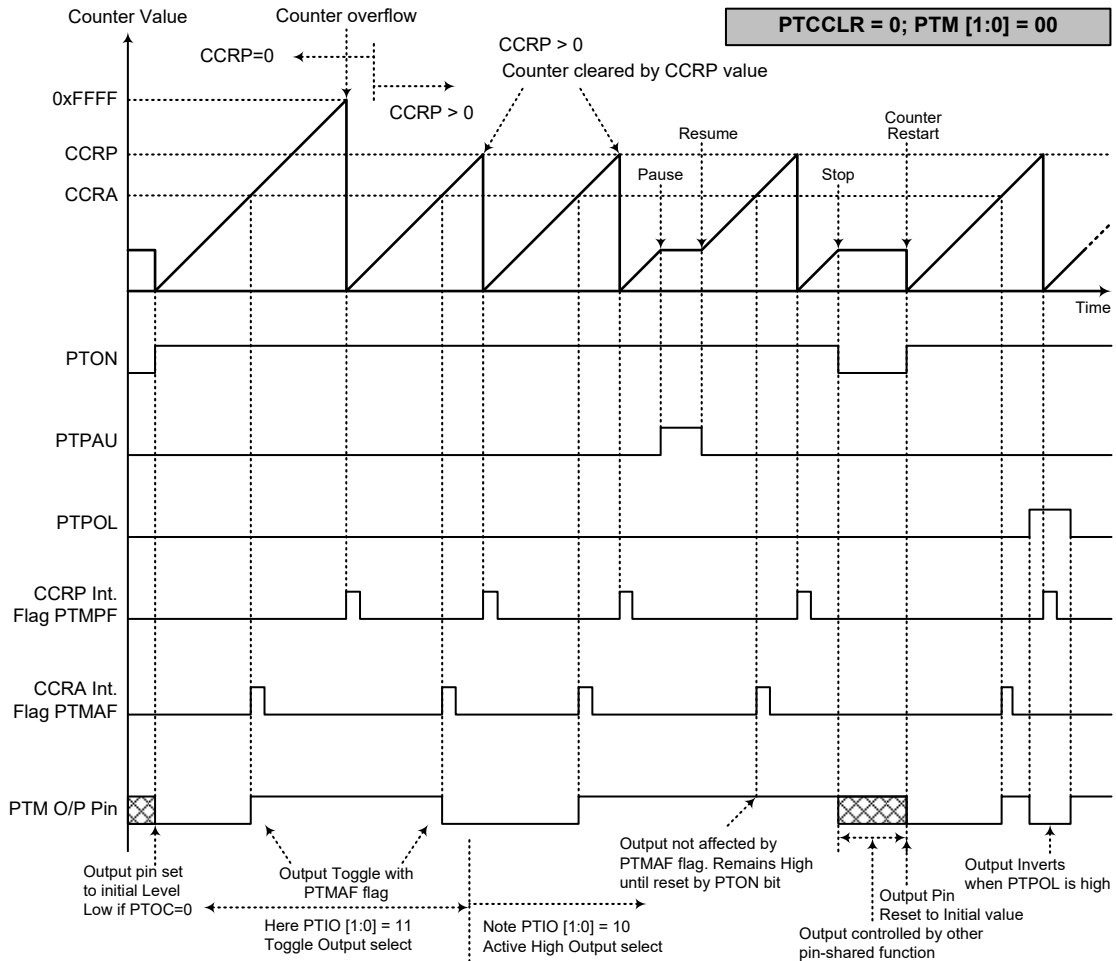 Counter Value
Counter overflow
PTCCLR = 0; PTM [1:0] = 00
CCRP=0
CCRP > 0
Counter cleared by CCRP value
CCRP > 0
0xFFFF
CCRP
CCRA
Pause
Resume
Stop
Counter
Restart
Time
PTON
PTPAU
PTPOL
CCRP Int.
Flag PTMPF
CCRA Int.
Flag PTMAF
PTM O/P Pin
Output pin set
to initial Level
Low if PTOC=0
Output Toggle with
PTMAF flag
Here PTIO [1:0] = 11
Toggle Output select
Note PTIO [1:0] = 10
Active High Output select
Output not affected by
PTMAF flag. Remains High
until reset by PTON bit
Output Pin
Reset to Initial value
Output controlled by other
pin-shared function
Output Inverts
when PTPOL is high